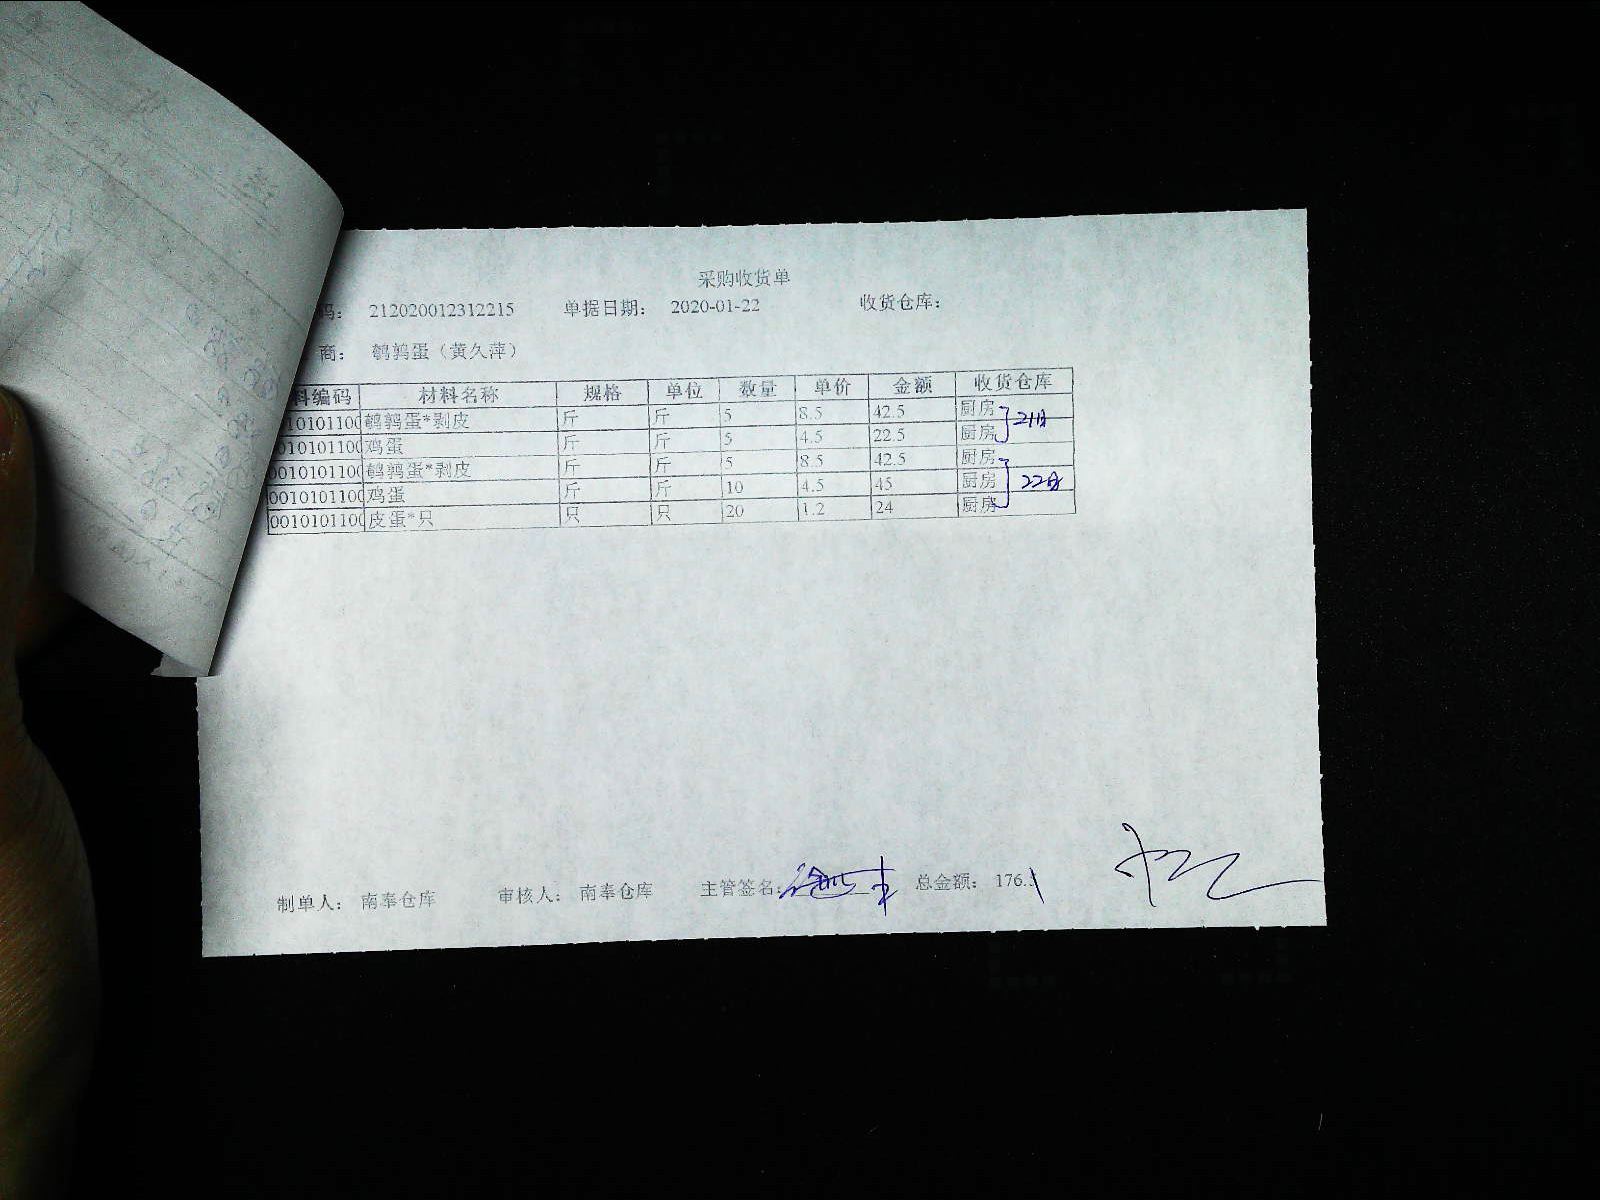 采购收货单
码： 212020012312215 单据日期： 2020-01-22 收货仓库：
商： 鹌鹑蛋（黄久萍）
料编码 材料名称 规格 单位 数量 单价 金额 收货仓库
10101100 鹌鹑蛋*剥皮 斤 斤 5 8.5 42.5 厨房 21日
010101100 鸡蛋 斤 斤 5 4.5 22.5 厨房
0010101100 鹌鹑蛋*剥皮 斤 斤 5 8.5 42.5 厨房
0010101100 鸡蛋 斤 斤 10 4.5 45 厨房 22日
0010101100 皮蛋*只 只 只 20 1.2 24 厨房
制单人： 南奉仓库 审核人： 南奉仓库 主管签名： 总金额： 176.5